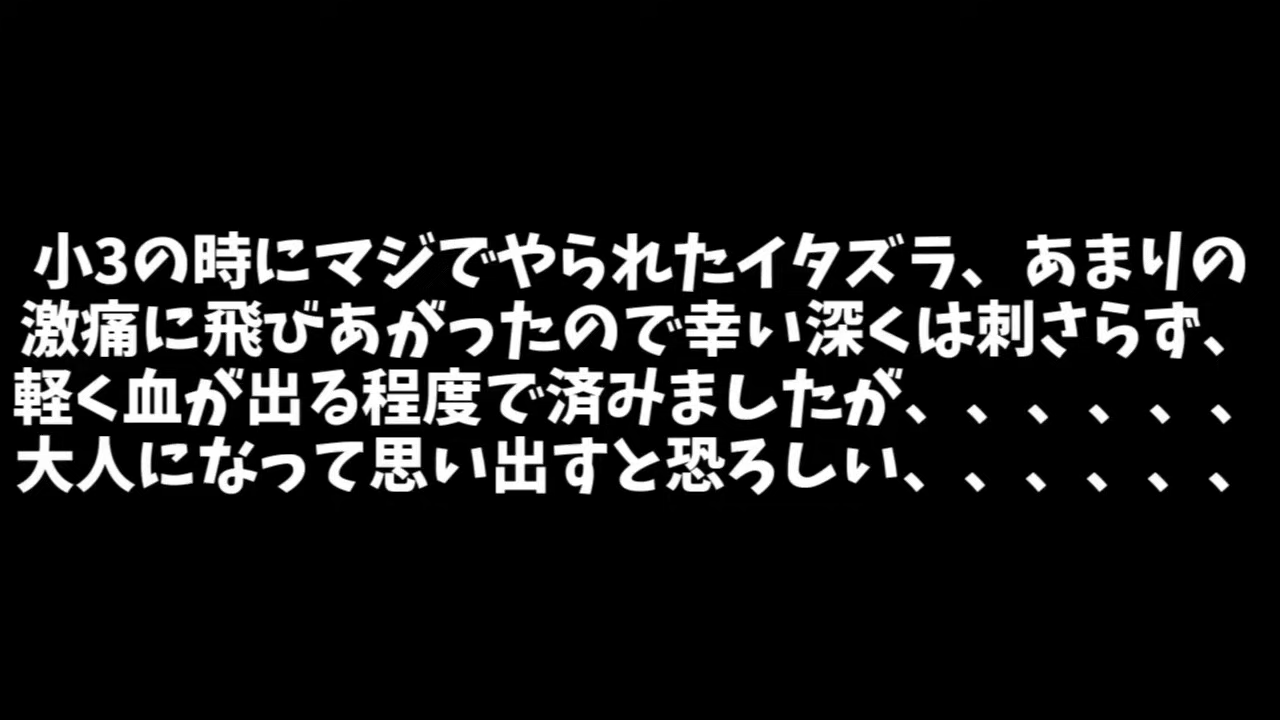 小3の時にマジでやられたイタズラ、あまりの
激痛に飛びあがったので幸い深くは刺さらず、
軽く血が出る程度で済みましたが、、、、、、
大人になって思い出すと恐ろしい、、、、、、